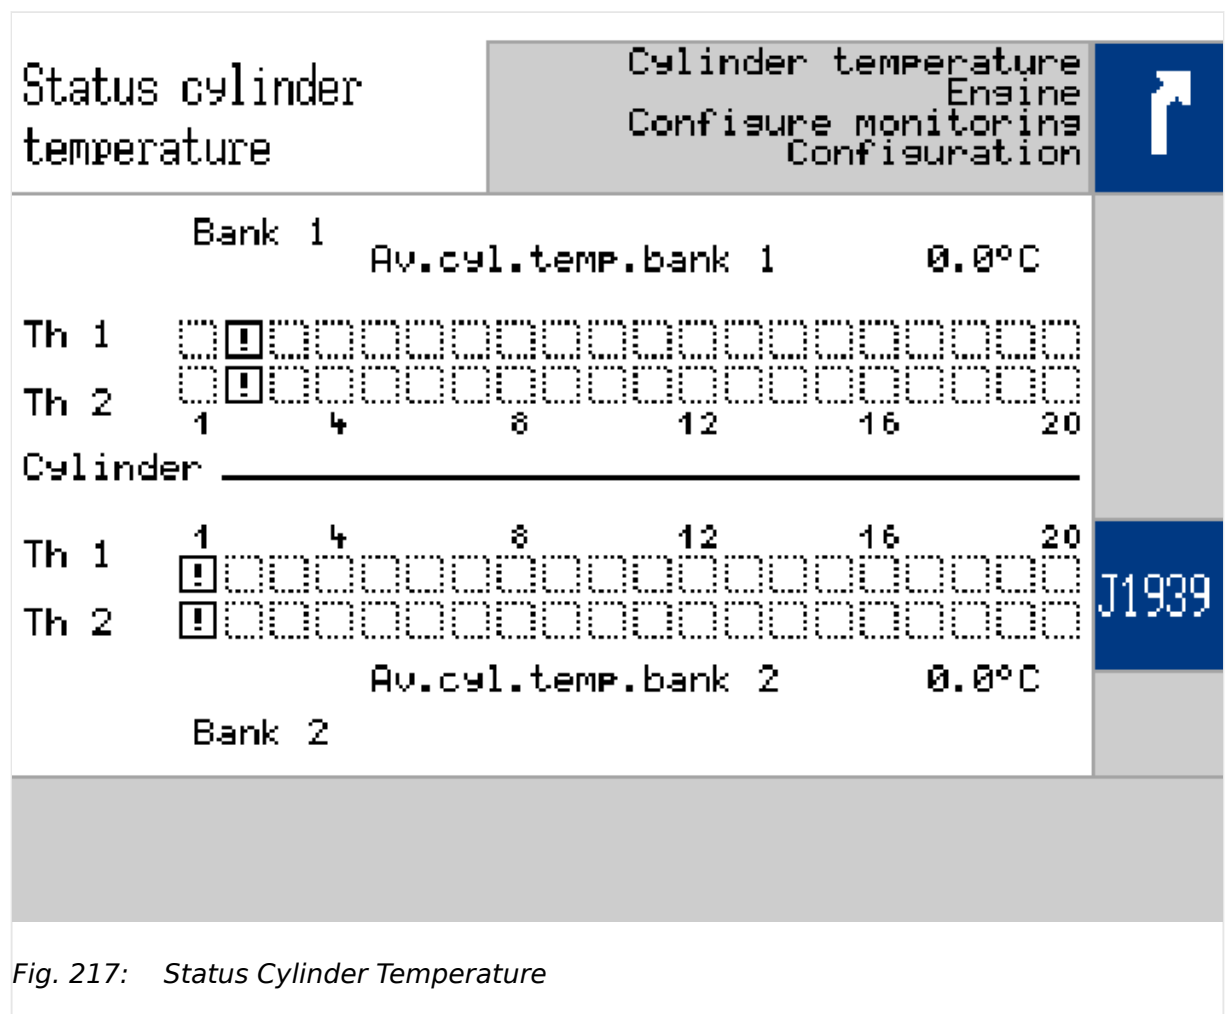 Status cylinder
temperature
Cylinder temperature
Engine
Configure monitoring
Configuration
Bank 1
Av.cyl.temp.bank 1 0.0°C
Th 1
! 
Th 2
!
1 4 8 12 16 20
Cylinder
1 4 8 12 16 20
Th 1
!
Th 2
!
J1939
Av.cyl.temp.bank 2 0.0°C
Bank 2
Fig. 217: Status Cylinder Temperature